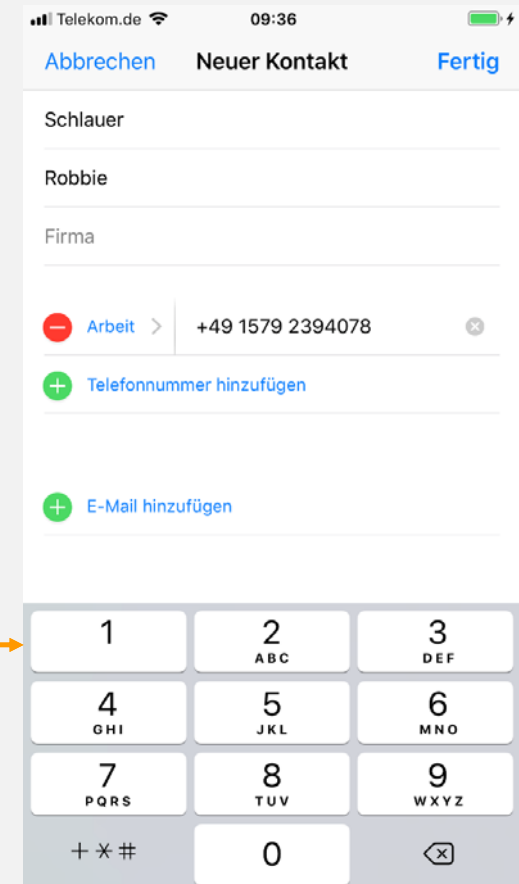 Telekom.de 09:36
Abbrechen Neuer Kontakt Fertig
Schlauer
Robbie
Firma
Arbeit +49 1579 2394078
Telefonnummer hinzufügen
E-Mail hinzufügen
1 2 3
ABC DEF
4 5 6
GHI JKL MNO
7 8 9
PQRS TUV WXYZ
+*# 0